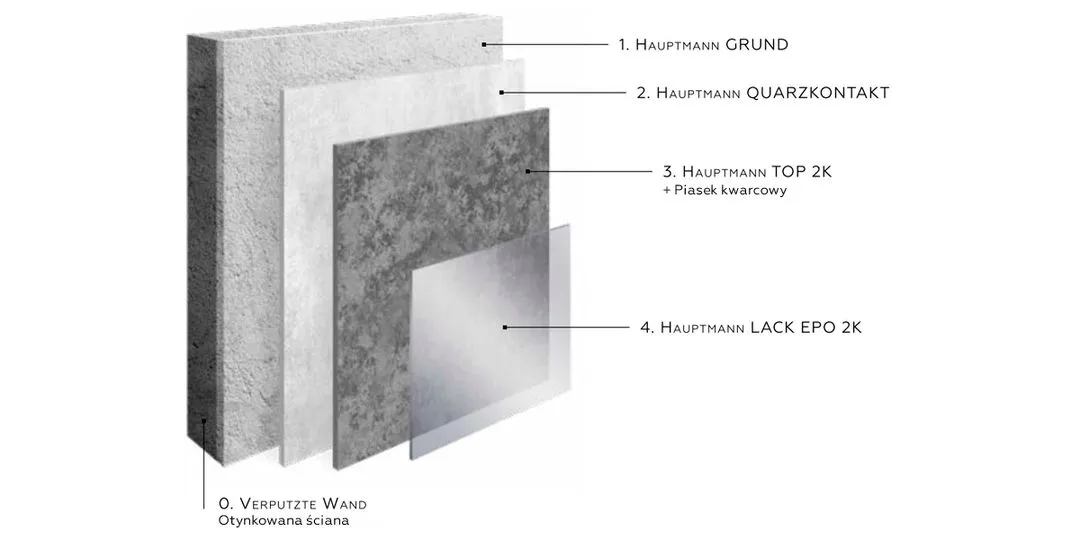 1. Hauptmann GRUND
2. Hauptmann QUARZKONTAKT
3. Hauptmann TOP 2K
+ Piasek kwarcowy
4. Hauptmann LACK EPO 2K
0. Verputzte Wand
Otynkowana ściana